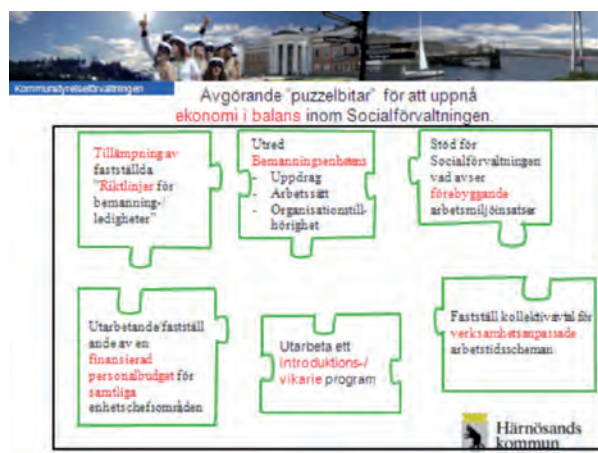 Kommunstyrelseförvaltningen
Avgörande "puzzelbitar" för att uppnå
ekonomi i balans inom Socialförvaltningen.
Tillämpning av
fastställda
"Riktlinjer för
bemanning-/
ledigheter"
Utred
Bemanningsenhetens
- Uppdrag
- Arbetssätt
- Organisationstill-
hörighet
Stöd för
Socialförvaltningen
vad avser
förebyggande
arbetsmiljöinsatser
Utarbetande/fastställ
ande av en
finansierad
personalbudget för
samtliga
enhetschefsområden
Utarbeta ett
introduktions-/
vikarie program
Fastställ kollektivavtal för
verksamhetsanpassade
arbetstidsscheman
Härnösands
kommun